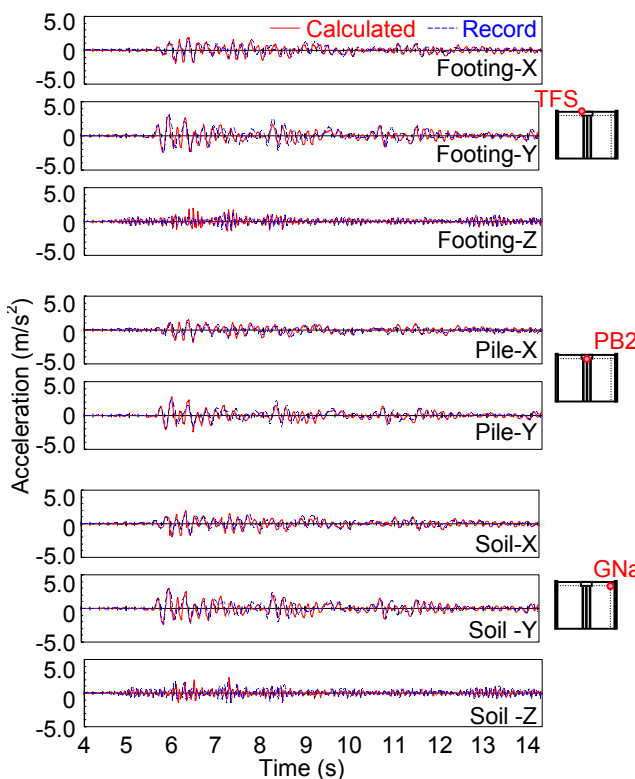 5.0
0
-5.0
Calculated
Record
Footing-X
5.0
0
-5.0
Footing-Y
TFS
5.0
0
-5.0
Footing-Z
Acceleration (m/s²)
5.0
0
-5.0
Pile-X
PB2
5.0
0
-5.0
Pile-Y
5.0
0
-5.0
Soil-X
GNa
5.0
0
-5.0
Soil -Y
5.0
0
-5.0
Soil -Z
4 5 6 7 8 9 10 11 12 13 14
Time (s)